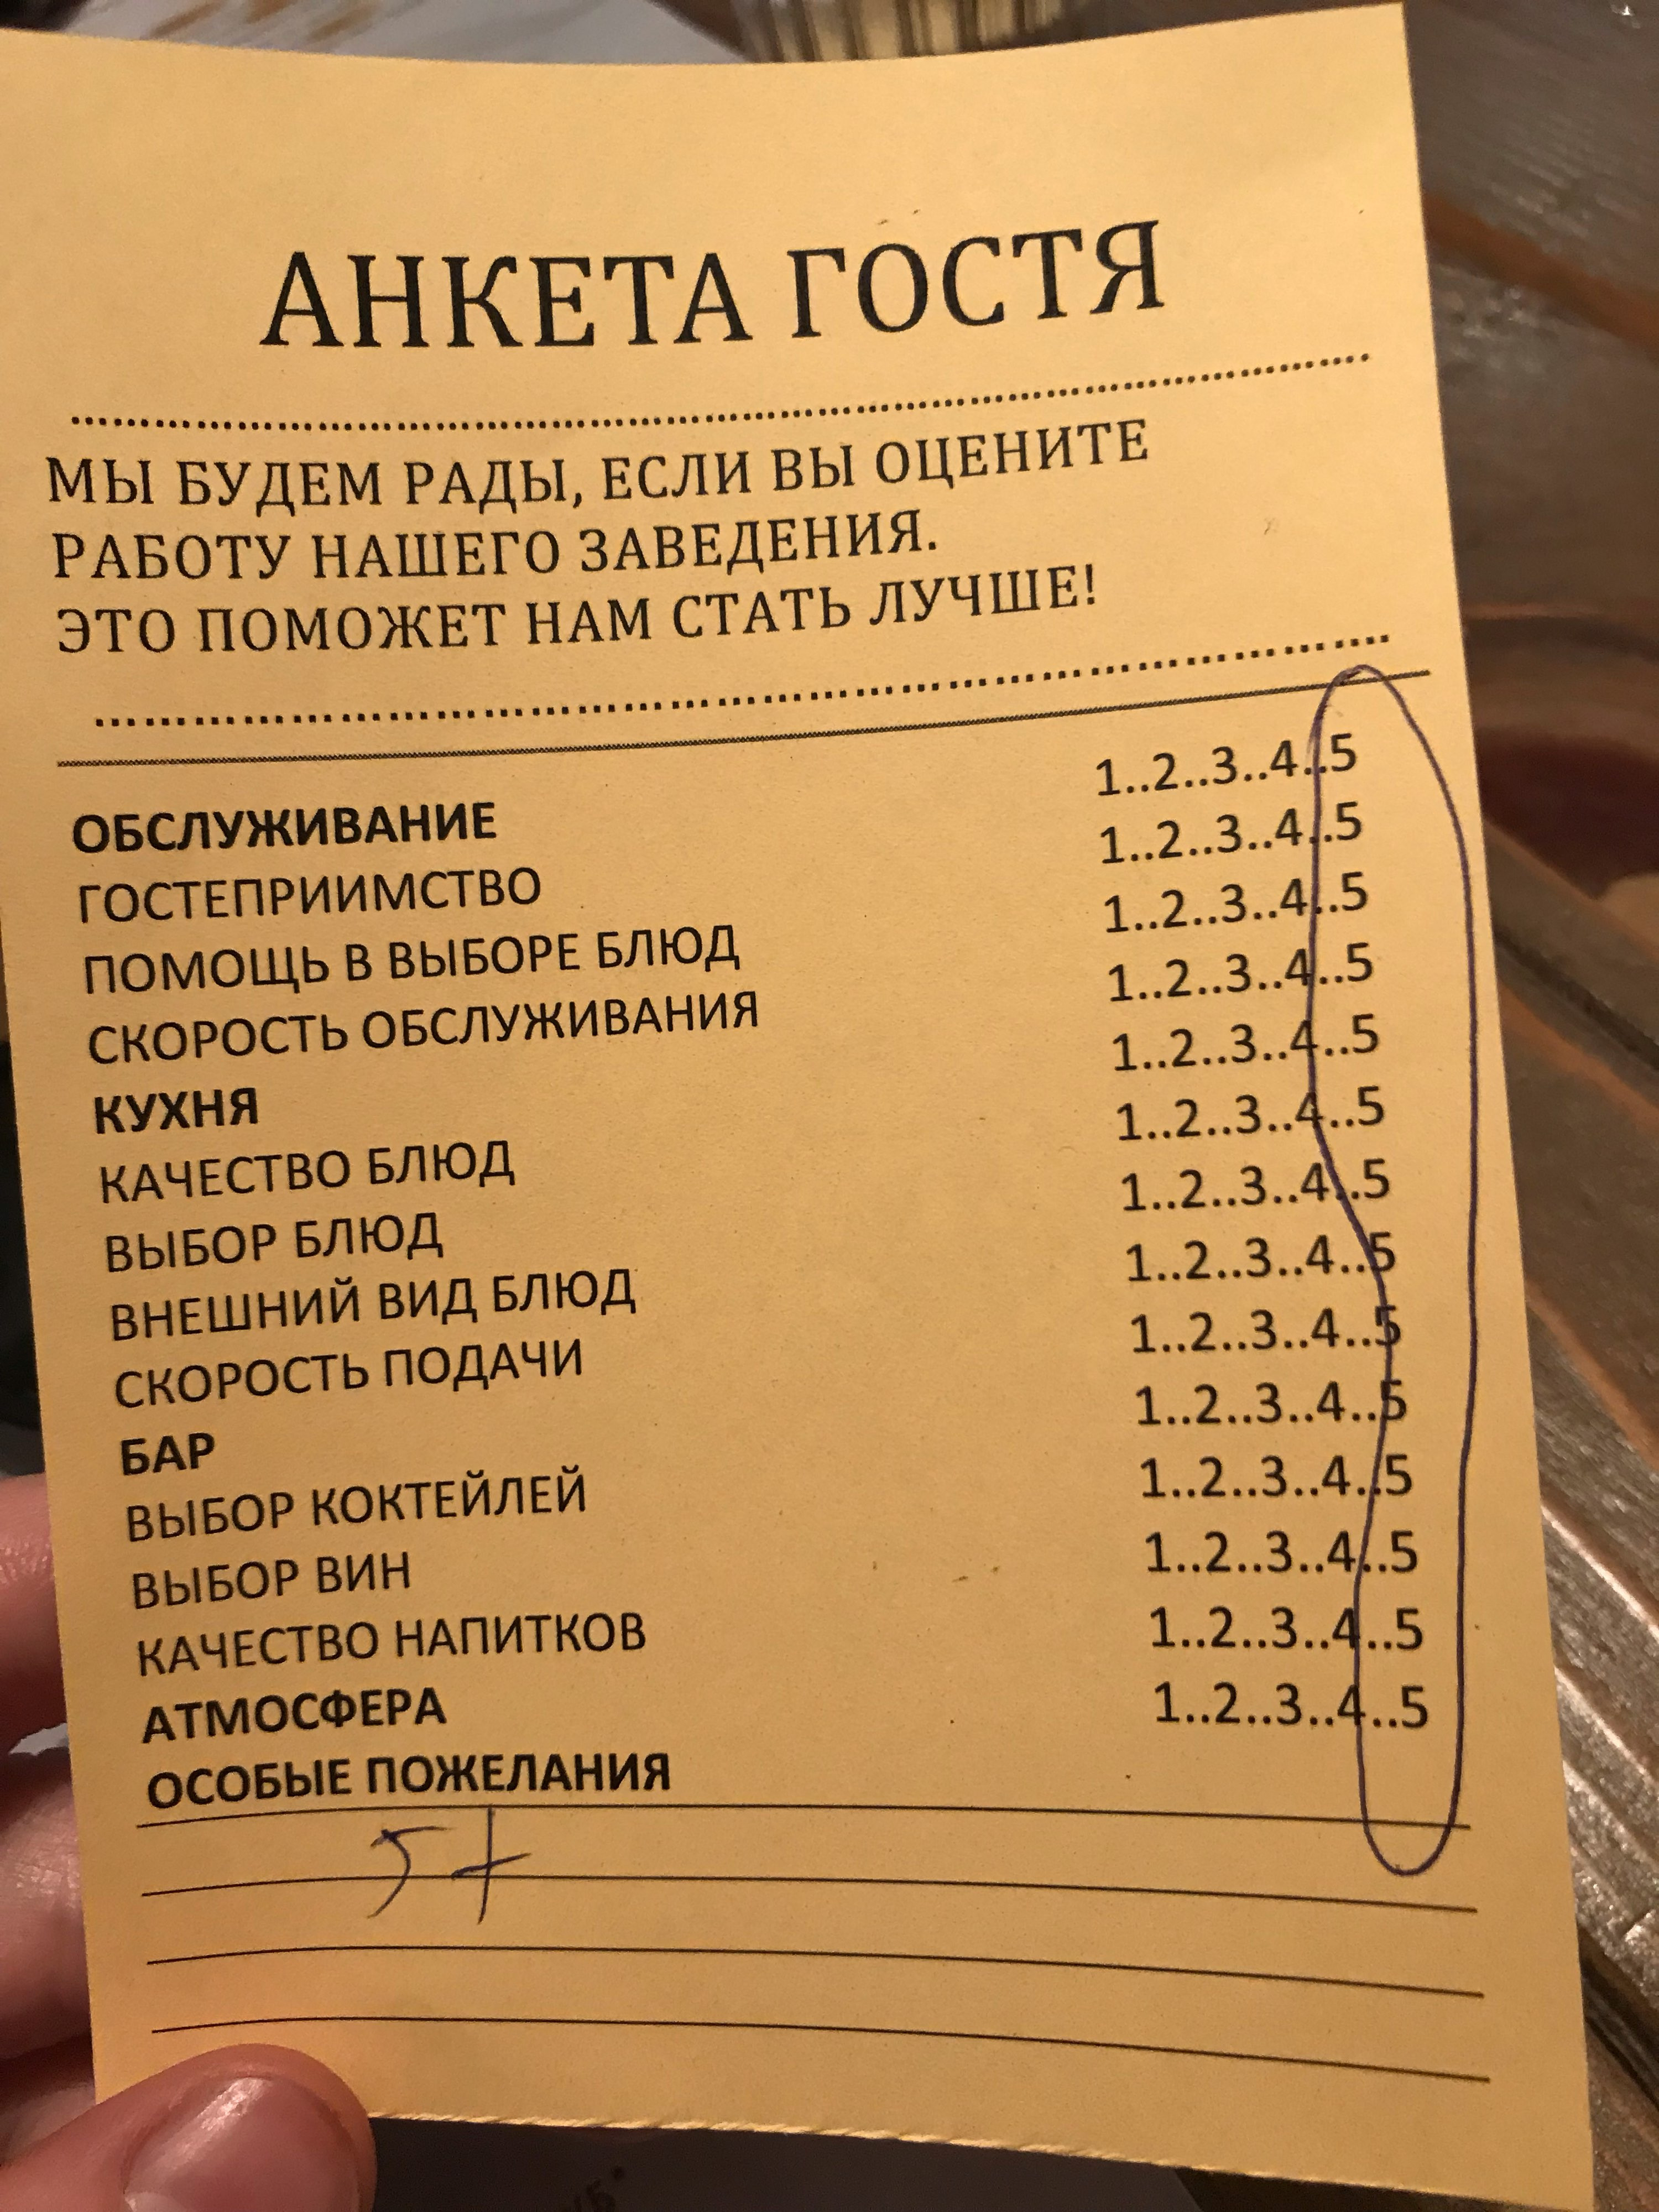 АНКЕТА ГОСТЯ
МЫ БУДЕМ РАДЫ, ЕСЛИ ВЫ ОЦЕНИТЕ
РАБОТУ НАШЕГО ЗАВЕДЕНИЯ.
ЭТО ПОМОЖЕТ НАМ СТАТЬ ЛУЧШЕ!
ОБСЛУЖИВАНИЕ 1..2..3..4..5
ГОСТЕПРИИМСТВО 1..2..3..4..5
ПОМОЩЬ В ВЫБОРЕ БЛЮД 1..2..3..4..5
СКОРОСТЬ ОБСЛУЖИВАНИЯ 1..2..3..4..5
КУХНЯ 1..2..3..4..5
КАЧЕСТВО БЛЮД 1..2..3..4..5
ВЫБОР БЛЮД 1..2..3..4..5
ВНЕШНИЙ ВИД БЛЮД 1..2..3..4..5
СКОРОСТЬ ПОДАЧИ 1..2..3..4..5
БАР 1..2..3..4..5
ВЫБОР КОКТЕЙЛЕЙ 1..2..3..4..5
ВЫБОР ВИН 1..2..3..4..5
КАЧЕСТВО НАПИТКОВ 1..2..3..4..5
АТМОСФЕРА 1..2..3..4..5
ОСОБЫЕ ПОЖЕЛАНИЯ
5+